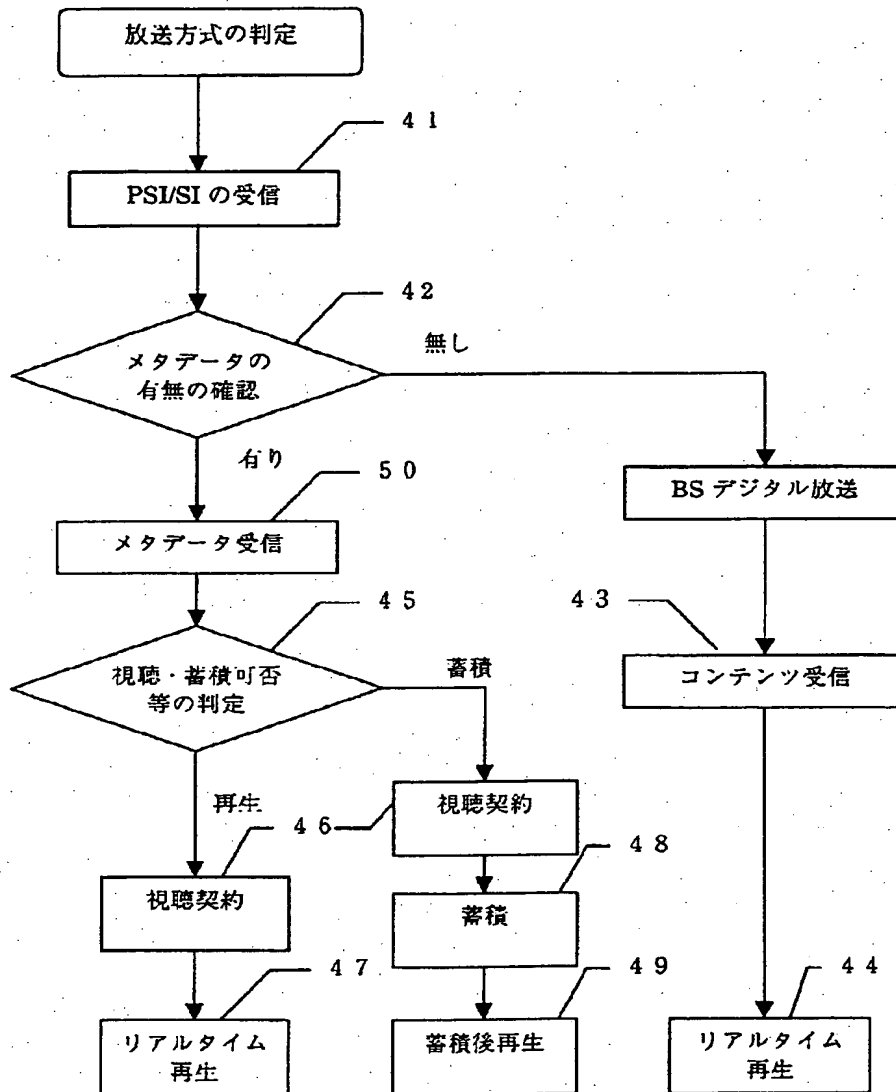 放送方式の判定
41
PSI/SI の受信
42
メタデータの
有無の確認
無し
有り
50
BS デジタル放送
メタデータ受信
45
43
視聴・蓄積可否
等の判定
蓄積
コンテンツ受信
再生
46
視聴契約
48
視聴契約
蓄積
47
49
44
リアルタイム
再生
蓄積後再生
リアルタイム
再生